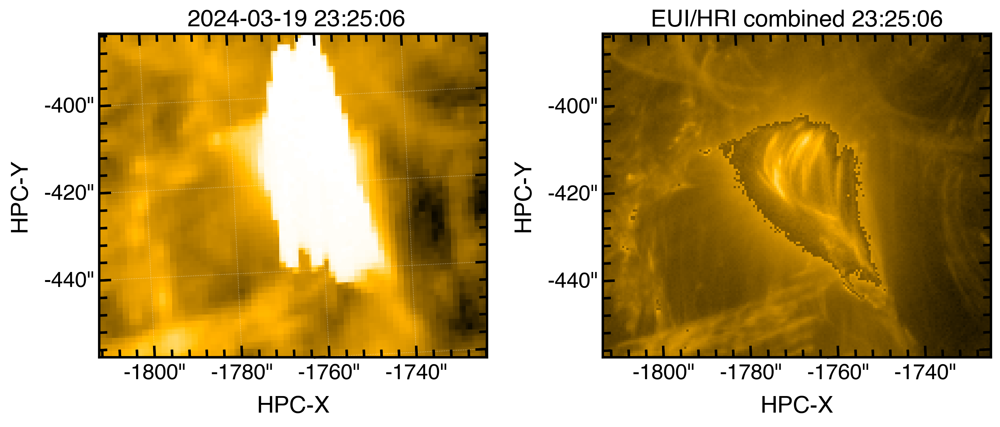 2024-03-19 23:25:06
HPC-Y
-400"
-420"
-440"
-1800" -1780" -1760" -1740"
HPC-X
EUI/HRI combined 23:25:06
HPC-Y
-400"
-420"
-440"
-1800" -1780" -1760" -1740"
HPC-X